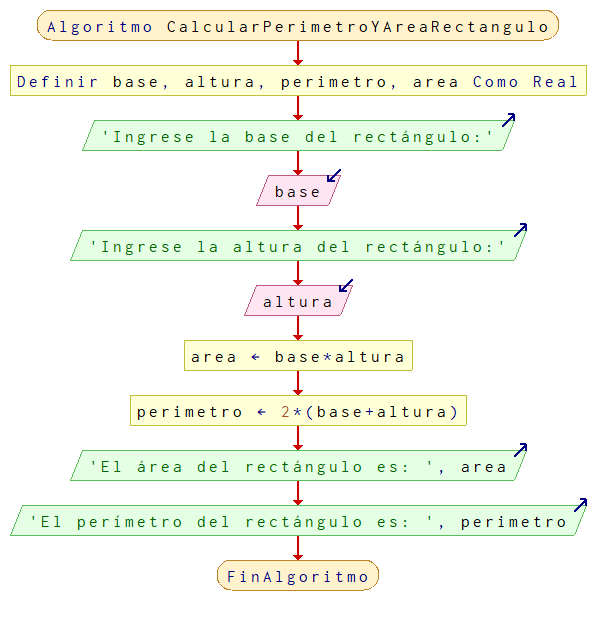 Algoritmo CalcularPerimetroYAreaRectangulo
Definir base, altura, perimetro, area Como Real
'Ingrese la base del rectángulo:'
base
'Ingrese la altura del rectángulo:'
altura
area ← base*altura
perimetro ← 2*(base+altura)
'El área del rectángulo es: ', area
'El perímetro del rectángulo es: ', perimetro
FinAlgoritmo